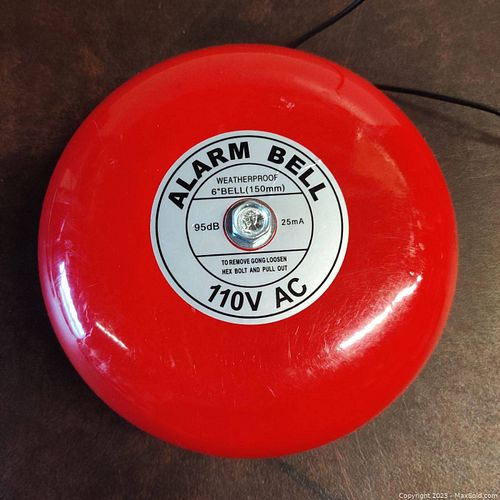 ALARM BELL
WEATHERPROOF
6"BELL(150mm)
95dB 25mA
TO REMOVE GONG LOOSEN
HEX BOLT AND PULL OUT
110V AC
Copyright 2023 - MaxSold.com